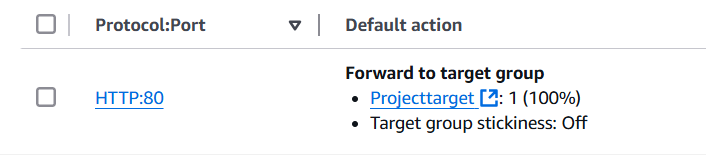 Protocol:Port
Default action
HTTP:80
Forward to target group
• Projecttarget : 1 (100%)
• Target group stickiness: Off